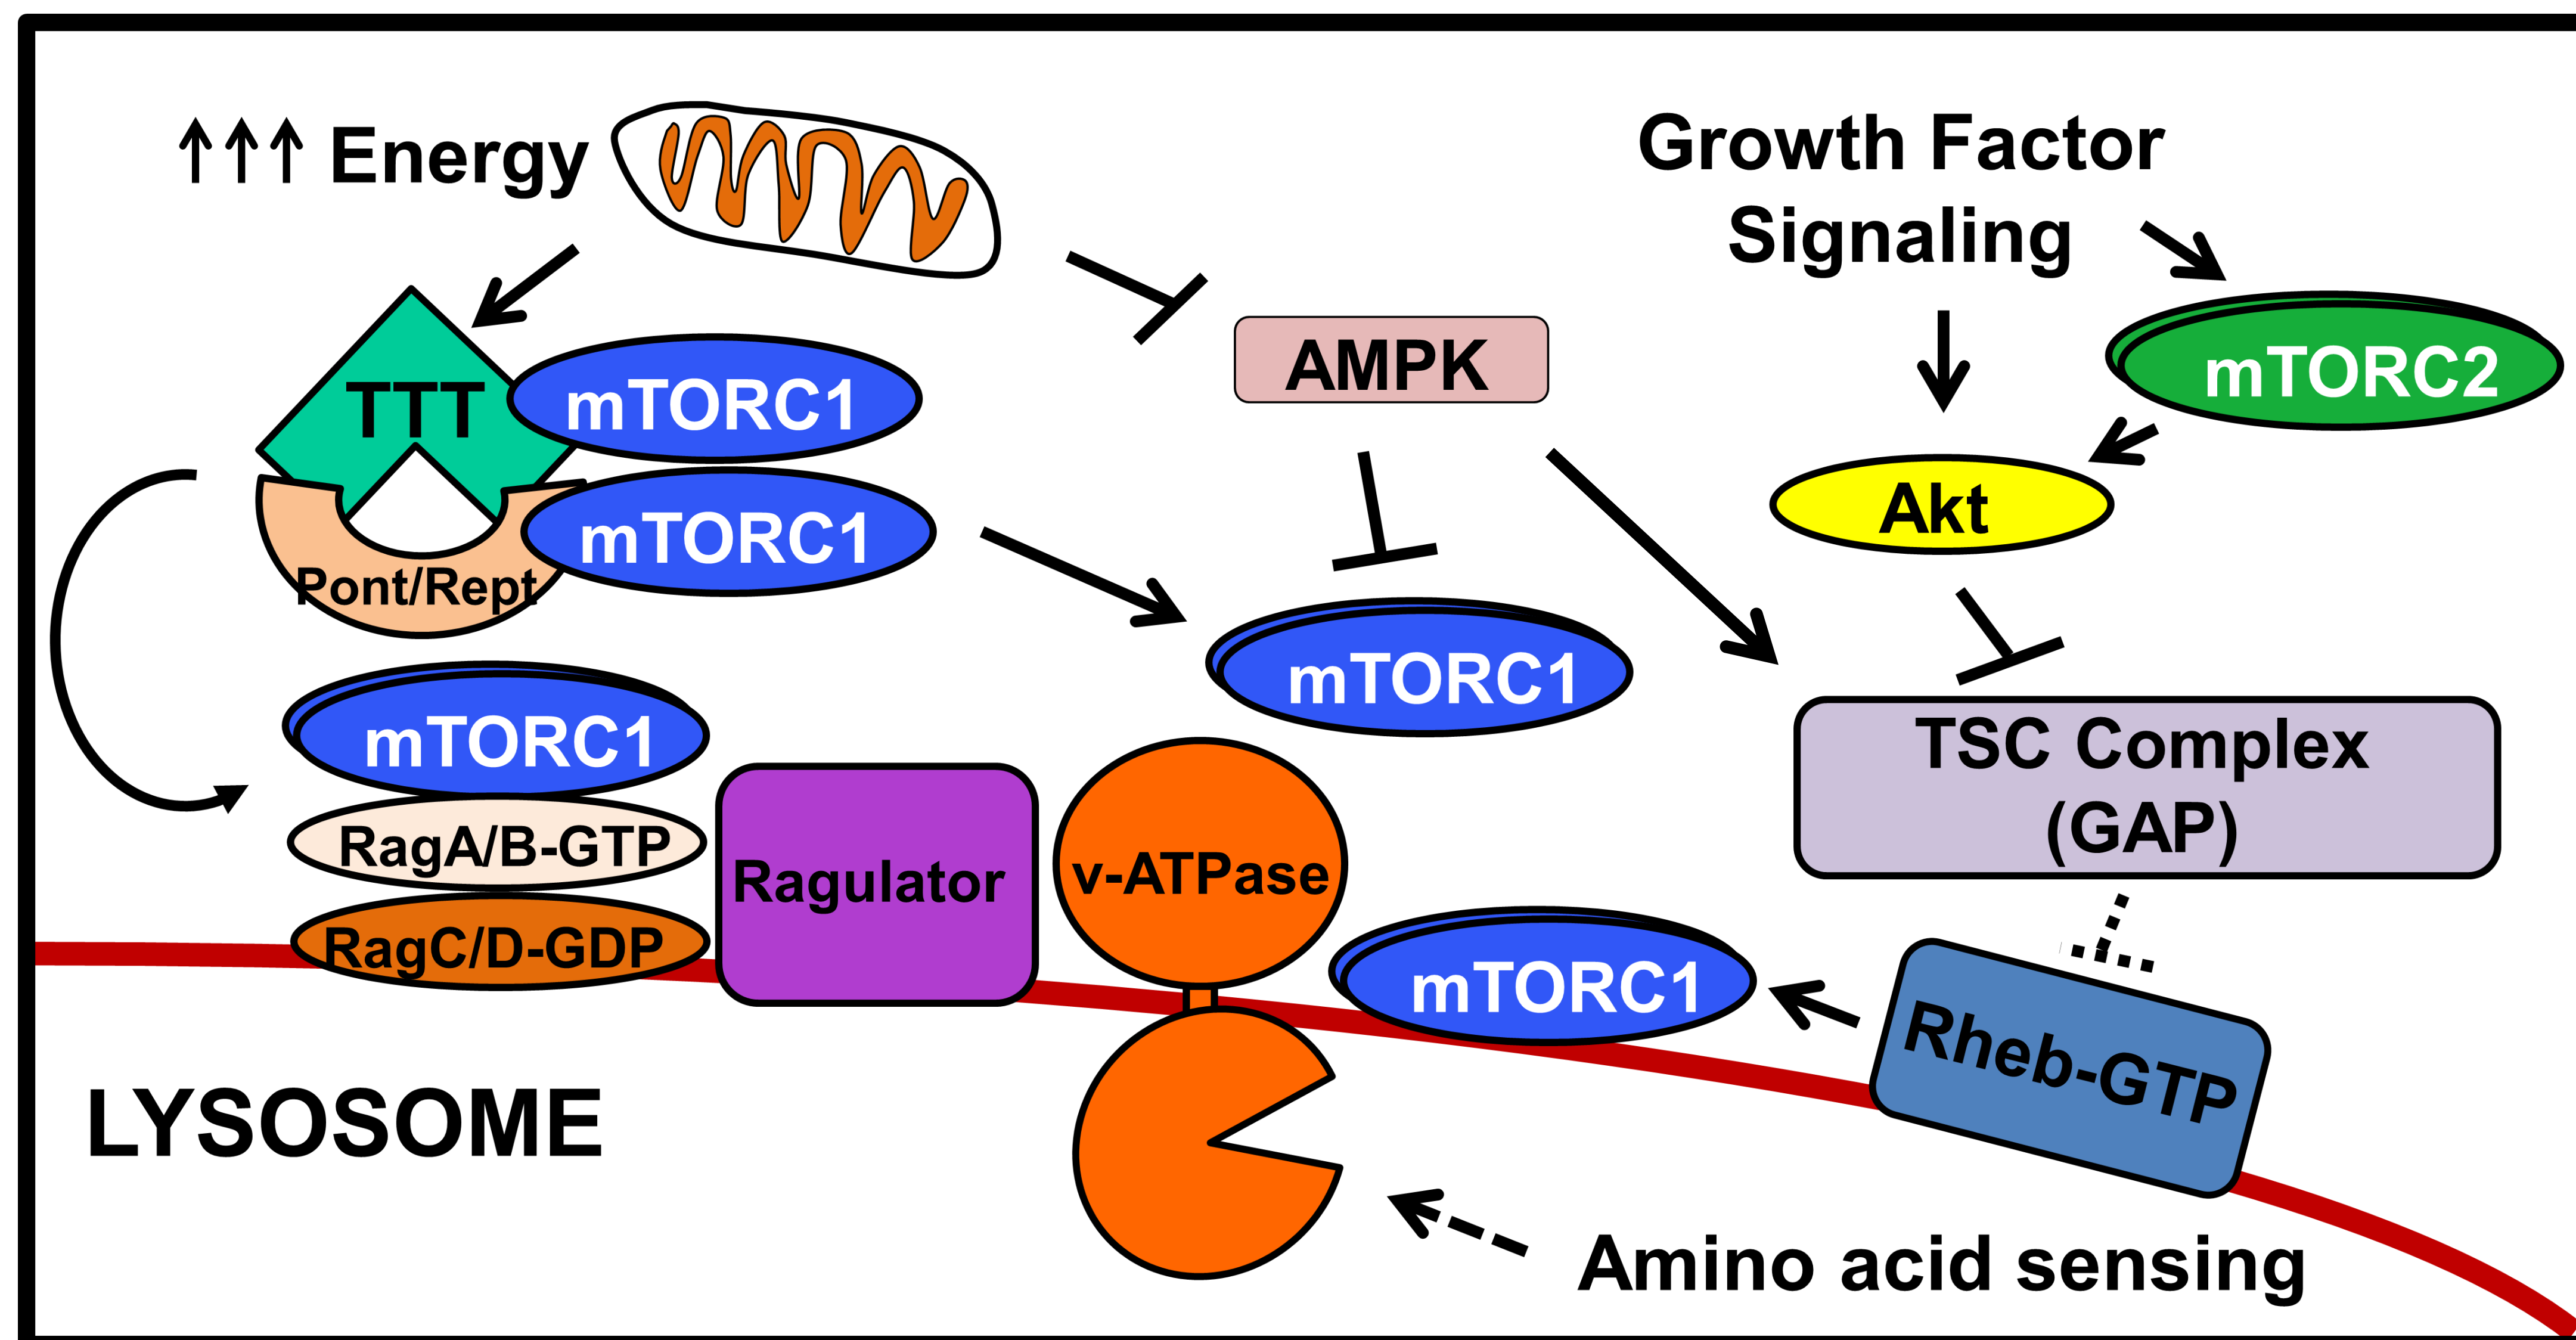 ↑↑↑ Energy
Growth Factor
Signaling
TTT
mTORC1
mTORC1
Pont/Rept
AMPK
mTORC2
Akt
mTORC1
mTORC1
RagA/B-GTP
RagC/D-GDP
Ragulator
v-ATPase
TSC Complex
(GAP)
mTORC1
Rheb-GTP
LYSOSOME
Amino acid sensing